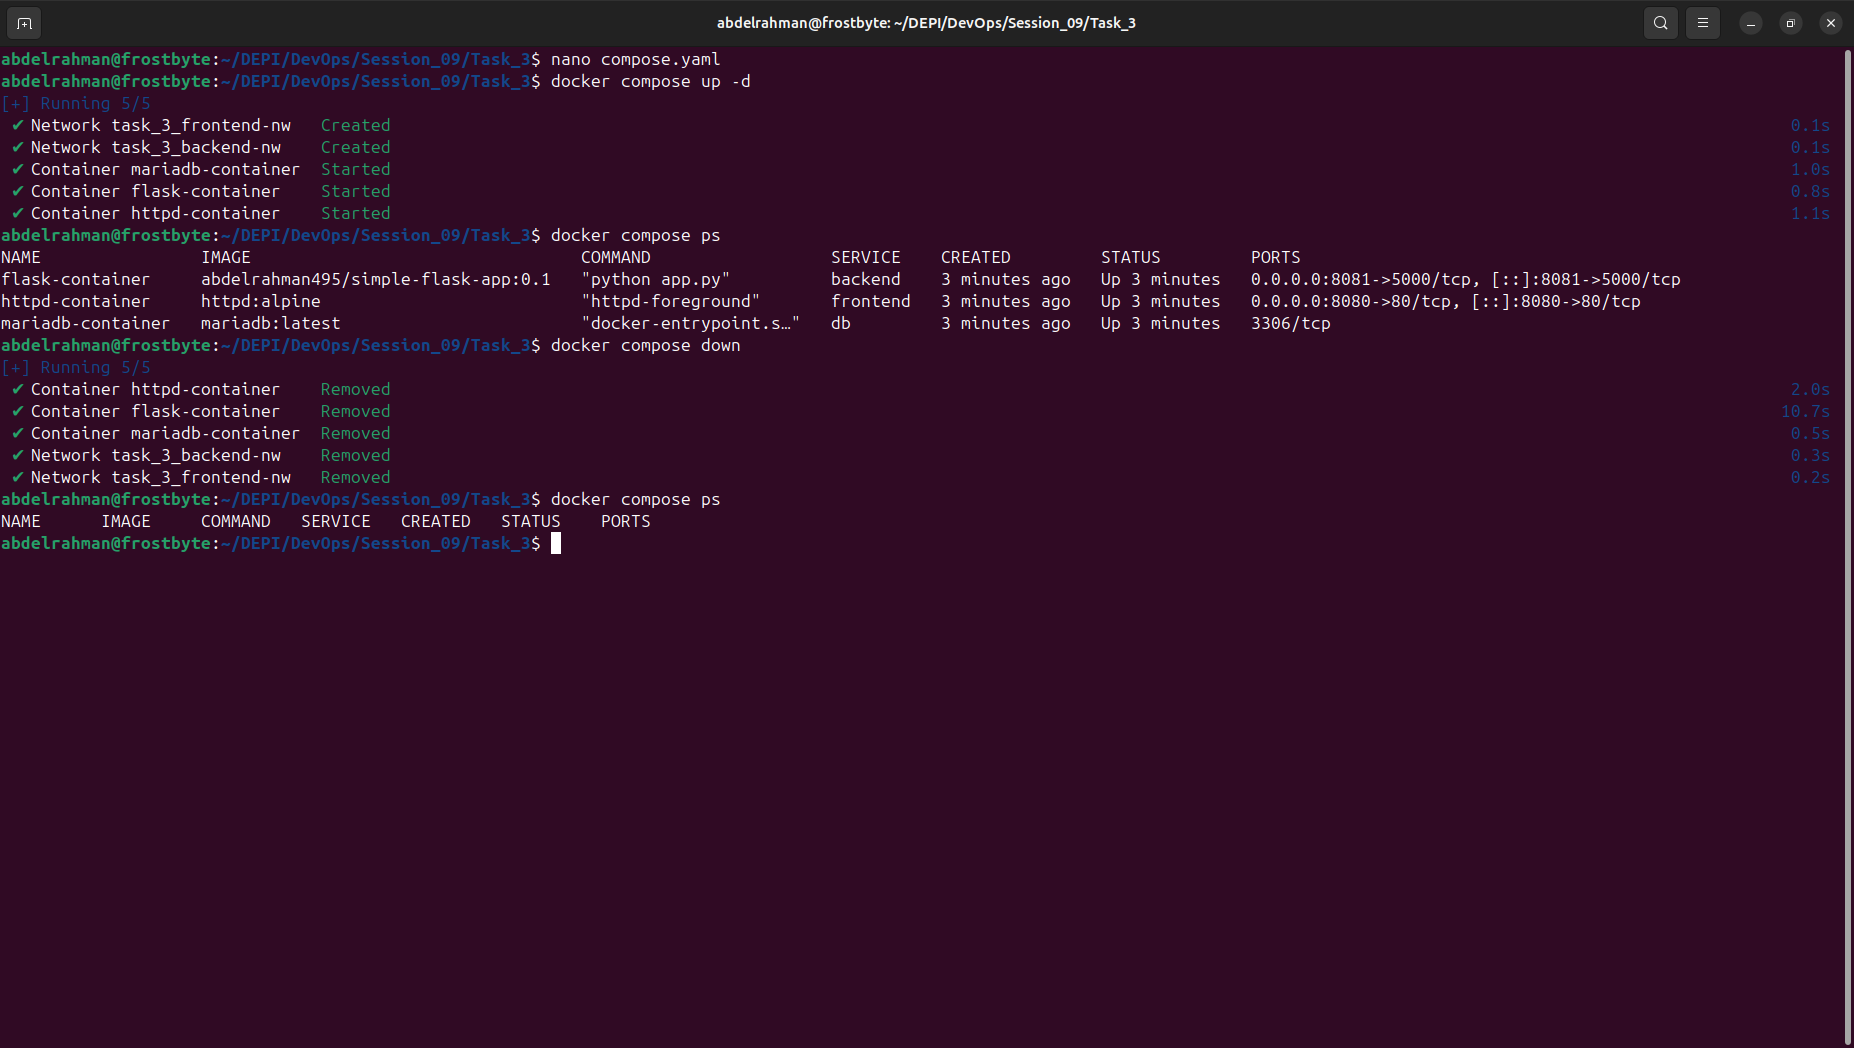 abdelrahman@frostbyte: ~/DEPI/DevOps/Session_09/Task_3
abdelrahman@frostbyte:~/DEPI/DevOps/Session_09/Task_3$ nano compose.yaml
abdelrahman@frostbyte:~/DEPI/DevOps/Session_09/Task_3$ docker compose up -d
[+] Running 5/5
✔ Network task_3_frontend-nw   Created   0.1s
✔ Network task_3_backend-nw   Created   0.1s
✔ Container mariadb-container   Started   1.0s
✔ Container flask-container   Started   0.8s
✔ Container httpd-container   Started   1.1s
abdelrahman@frostbyte:~/DEPI/DevOps/Session_09/Task_3$ docker compose ps
NAME   IMAGE   COMMAND   SERVICE   CREATED   STATUS   PORTS
flask-container   abdelrahman495/simple-flask-app:0.1   "python app.py"   backend   3 minutes ago   Up 3 minutes   0.0.0.0:8081->5000/tcp, [::]:8081->5000/tcp
httpd-container   httpd:alpine   "httpd-foreground"   frontend   3 minutes ago   Up 3 minutes   0.0.0.0:8080->80/tcp, [::]:8080->80/tcp
mariadb-container   mariadb:latest   "docker-entrypoint.s…"   db   3 minutes ago   Up 3 minutes   3306/tcp
abdelrahman@frostbyte:~/DEPI/DevOps/Session_09/Task_3$ docker compose down
[+] Running 5/5
✔ Container httpd-container   Removed   2.0s
✔ Container flask-container   Removed   10.7s
✔ Container mariadb-container   Removed   0.5s
✔ Network task_3_backend-nw   Removed   0.3s
✔ Network task_3_frontend-nw   Removed   0.2s
abdelrahman@frostbyte:~/DEPI/DevOps/Session_09/Task_3$ docker compose ps
NAME   IMAGE   COMMAND   SERVICE   CREATED   STATUS   PORTS
abdelrahman@frostbyte:~/DEPI/DevOps/Session_09/Task_3$